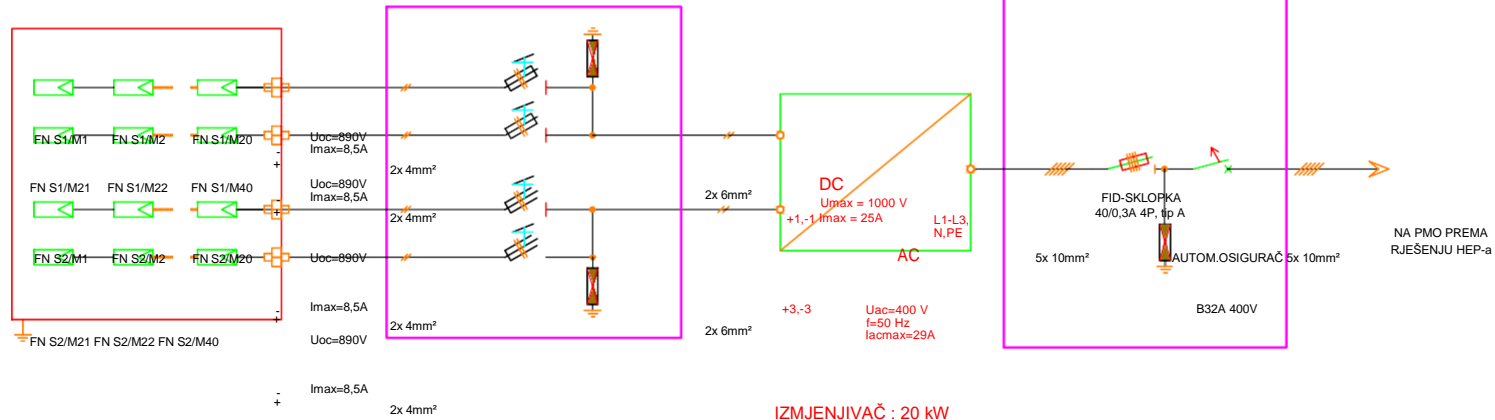 FN S1/M1 FN S1/M2 FN S1/M20
Uoc=890V
Imax=8,5A
-
+
2x 4mm²
FN S1/M21 FN S1/M22 FN S1/M40
Uoc=890V
Imax=8,5A
-
+
2x 4mm²
2x 6mm²
FN S2/M1 FN S2/M2 FN S2/M20
Uoc=890V
Imax=8,5A
-
+
2x 4mm²
2x 6mm²
FN S2/M21 FN S2/M22 FN S2/M40
Uoc=890V
Imax=8,5A
-
+
2x 4mm²
DC
Umax = 1000 V
+1,-1 Imax = 25A
L1-L3,
N,PE
AC
+3,-3
Uac=400 V
f=50 Hz
Iacmax=29A
IZMJENJIVAČ : 20 kW
5x 10mm²
FID-SKLOPKA
40/0,3A 4P, tip A
AUTOM.OSIGURAČ 5x 10mm²
B32A 400V
NA PMO PREMA
RJEŠENJU HEP-a